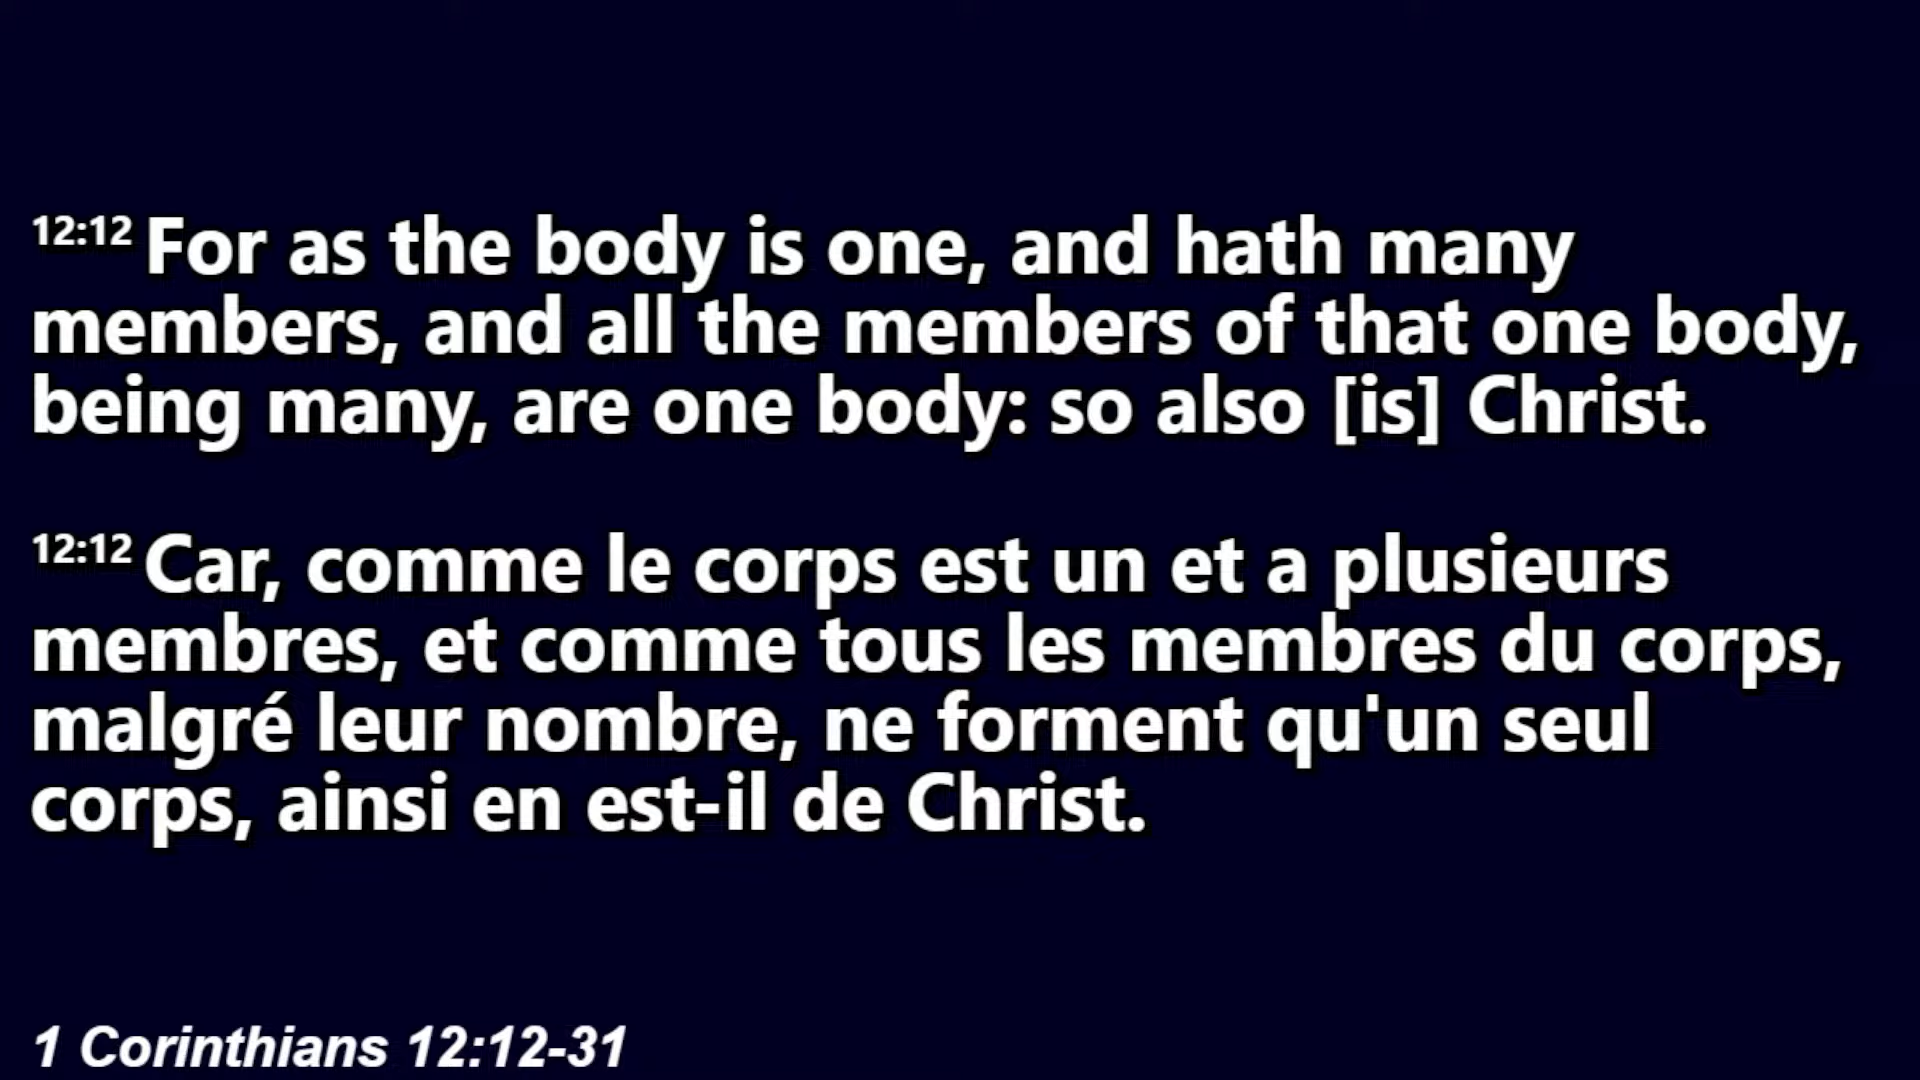 12:12 For as the body is one, and hath many
members, and all the members of that one body,
being many, are one body: so also [is] Christ.
12:12 Car, comme le corps est un et a plusieurs
membres, et comme tous les membres du corps,
malgré leur nombre, ne forment qu'un seul
corps, ainsi en est-il de Christ.
1 Corinthians 12:12-31